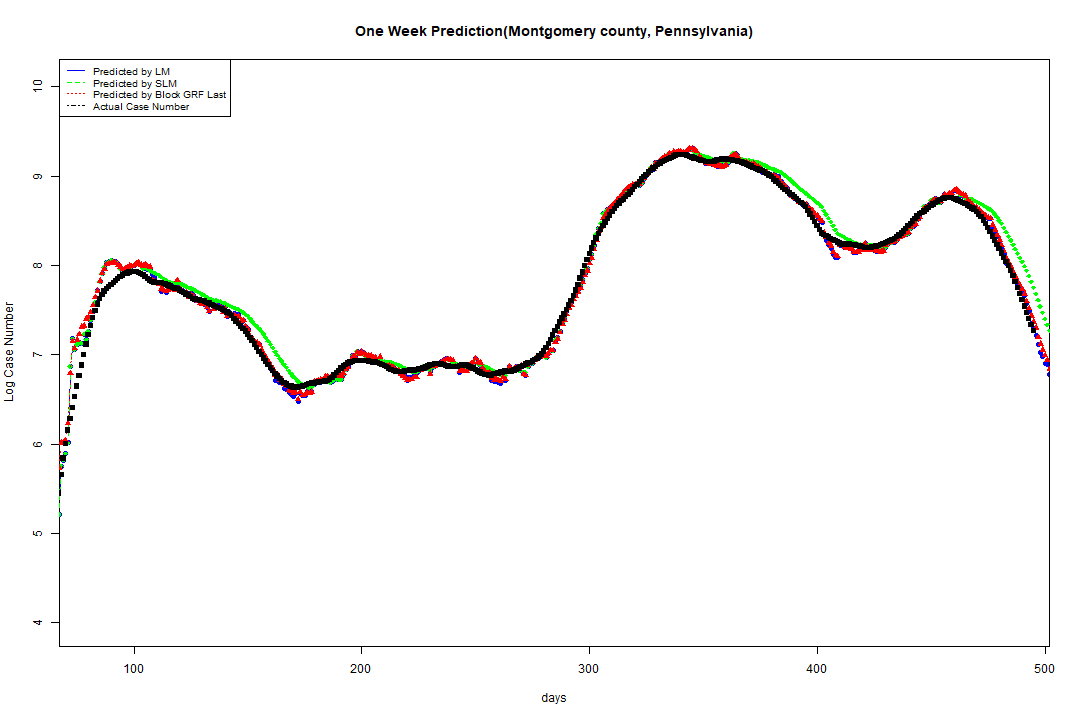 One Week Prediction(Montgomery county, Pennsylvania)
Predicted by LM
Predicted by SLM
Predicted by Block GRF Last
Actual Case Number
10
9
8
7
6
5
4
Log Case Number
100 200 300 400 500
days